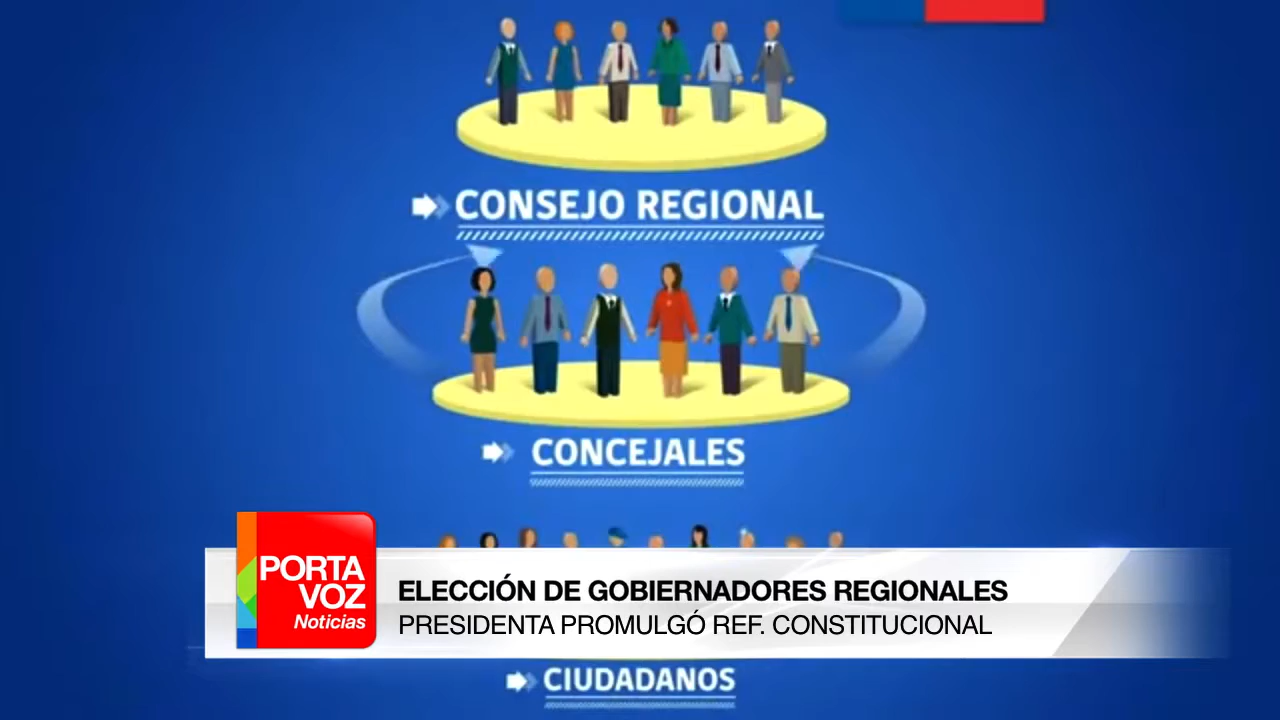 CONSEJO REGIONAL
CONCEJALES
PORTA
VOZ
Noticias
ELECCIÓN DE GOBIERNADORES REGIONALES
PRESIDENTA PROMULGÓ REF. CONSTITUCIONAL
CIUDADANOS